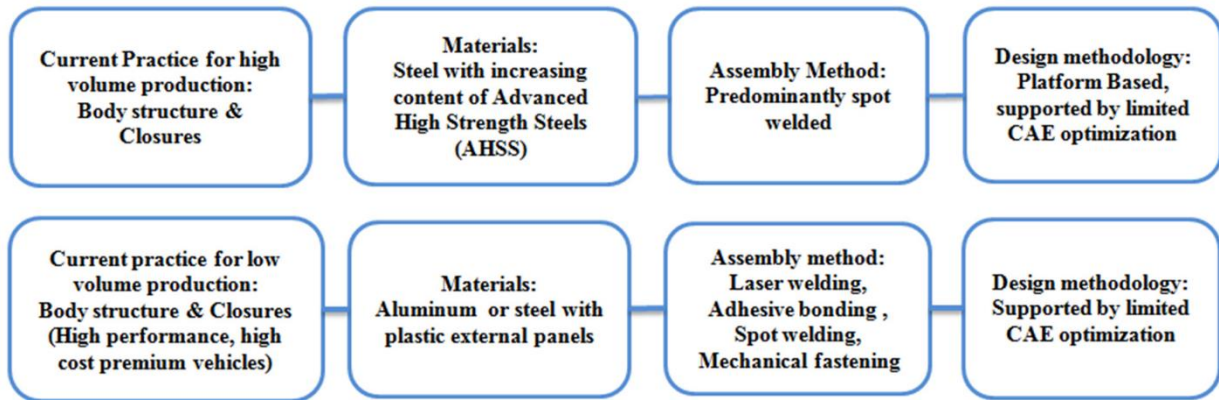 Current Practice for high
volume production:
Body structure &
Closures
Materials:
Steel with increasing
content of Advanced
High Strength Steels
(AHSS)
Assembly Method:
Predominantly spot
welded
Design methodology:
Platform Based,
supported by limited
CAE optimization
Current practice for low
volume production:
Body structure & Closures
(High performance, high
cost premium vehicles)
Materials:
Aluminum or steel with
plastic external panels
Assembly method:
Laser welding,
Adhesive bonding ,
Spot welding,
Mechanical fastening
Design methodology:
Supported by limited
CAE optimization